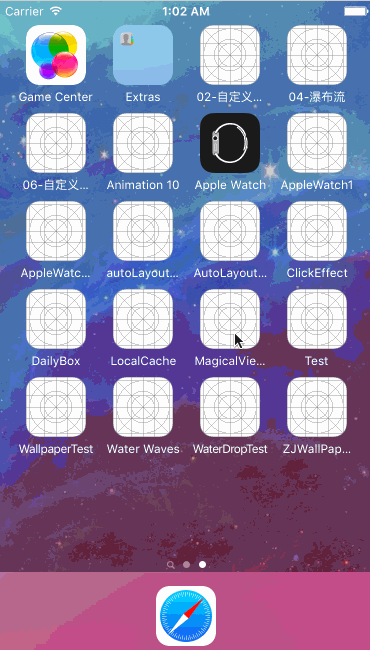 Carrier 1:02 AM
Game Center Extras 02-自定义... 04-瀑布流
06-自定义... Animation 10 Apple Watch AppleWatch1
AppleWatc... autoLayout... AutoLayout... ClickEffect
DailyBox LocalCache MagicalVie... Test
WallpaperTest Water Waves WaterDropTest ZJWallPap...